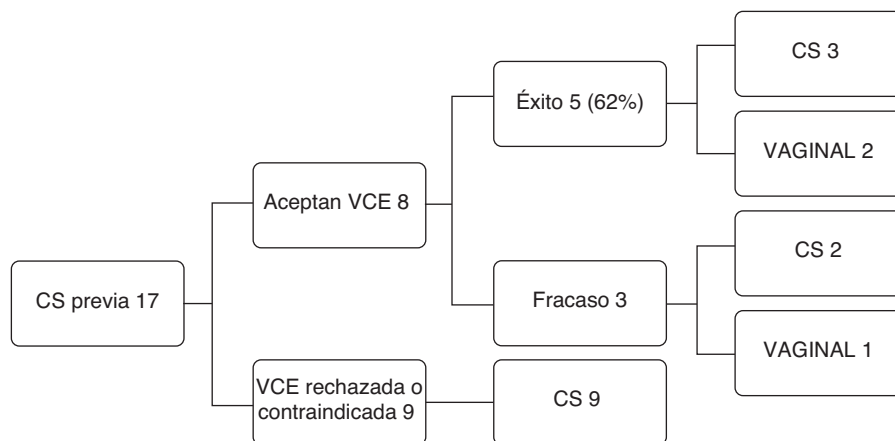 CS previa 17
Aceptan VCE 8
Éxito 5 (62%)
CS 3
VAGINAL 2
Fracaso 3
CS 2
VAGINAL 1
VCE rechazada o
contraindicada 9
CS 9